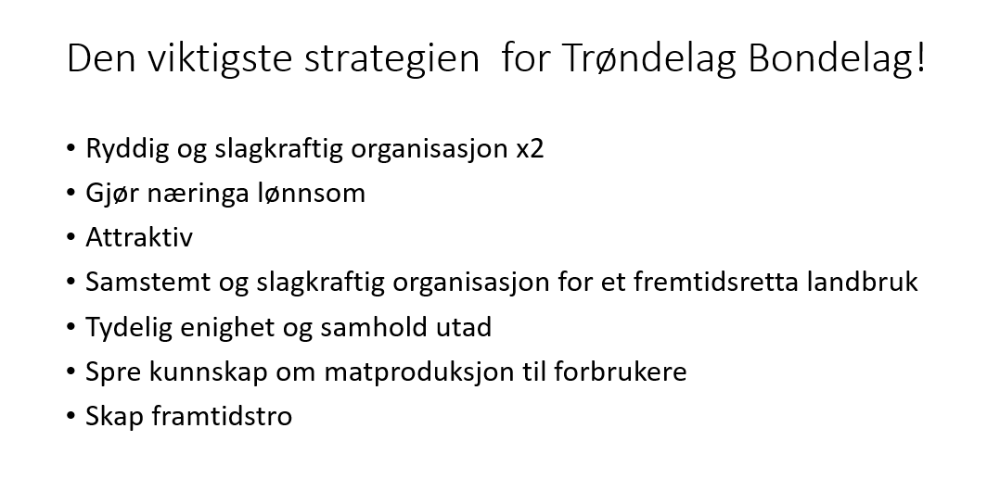 Den viktigste strategien  for Trøndelag Bondelag!
• Ryddig og slagkraftig organisasjon x2
• Gjør næringa lønnsom
• Attraktiv
• Samstemt og slagkraftig organisasjon for et fremtidsretta landbruk
• Tydelig enighet og samhold utad
• Spre kunnskap om matproduksjon til forbrukere
• Skap framtidstro